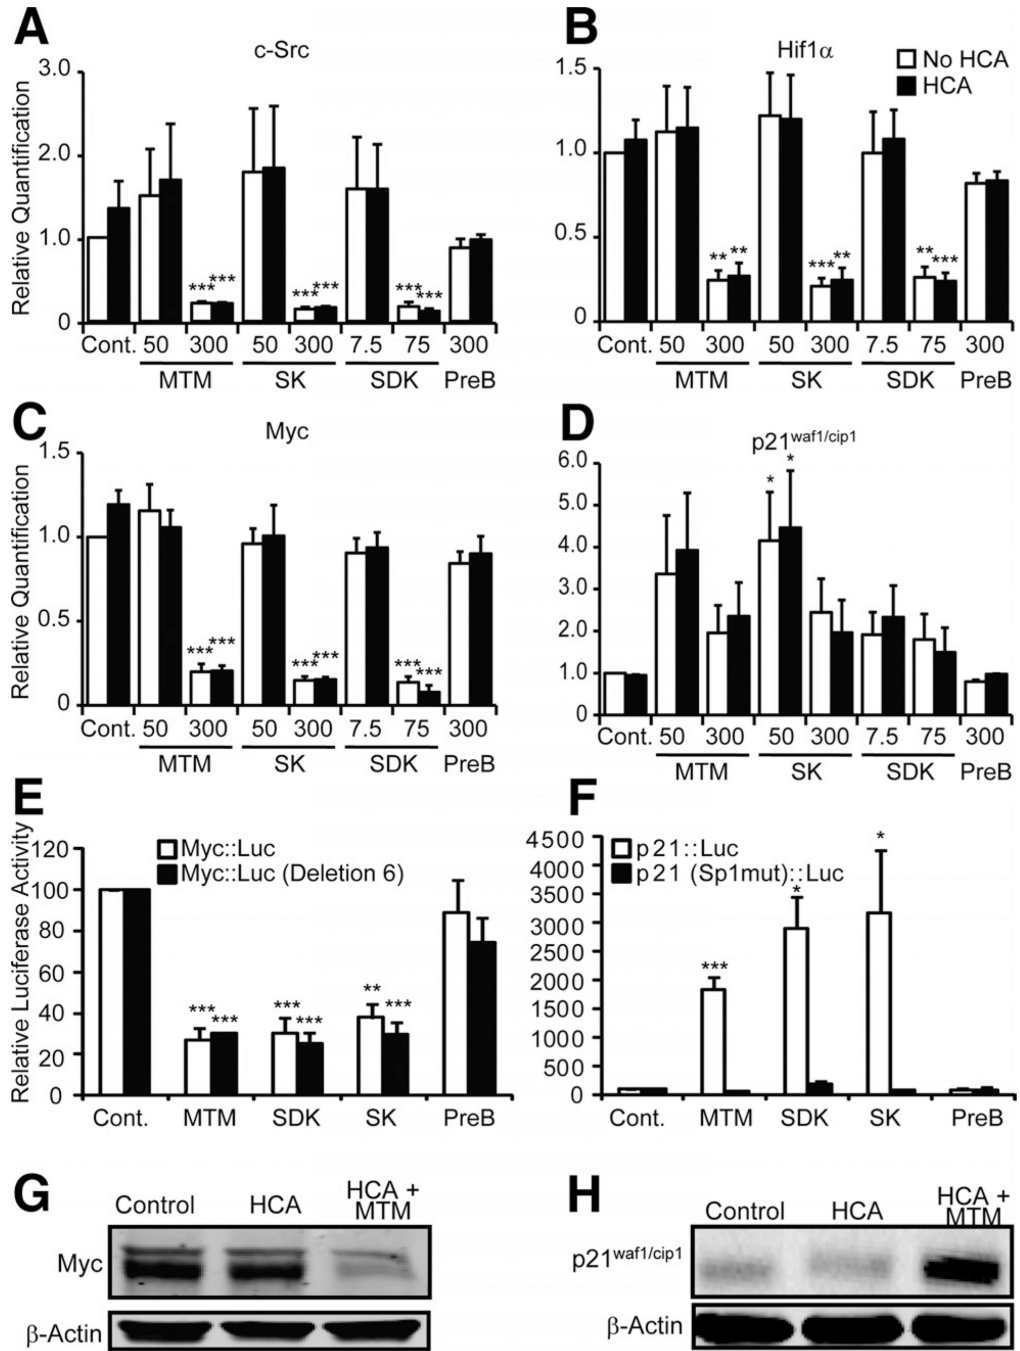 A
c-Src
Relative Quantification
3.0
2.0
1.0
0
*** *** *** *** *** ***
Cont. 50 300 50 300 7.5 75 300
MTM SK SDK PreB
B
Hif1α
No HCA
HCA
1.5
1.0
0.5
0
** ** *** ** ** ***
Cont. 50 300 50 300 7.5 75 300
MTM SK SDK PreB
C
Myc
Relative Quantification
1.5
1.0
0.5
0
*** *** *** *** *** ***
Cont. 50 300 50 300 7.5 75 300
MTM SK SDK PreB
D
p21waf1/cip1
6.0
5.0
4.0
3.0
2.0
1.0
0
* *
Cont. 50 300 50 300 7.5 75 300
MTM SK SDK PreB
E
Relative Luciferase Activity
Myc::Luc
Myc::Luc (Deletion 6)
120
100
80
60
40
20
0
*** *** *** *** ** ***
Cont. MTM SDK SK PreB
F
p21::Luc
p21 (Sp1mut)::Luc
4500
4000
3500
3000
2500
2000
1500
1000
500
0
*** * *
Cont. MTM SDK SK PreB
G
Control HCA HCA +
MTM
Myc
β-Actin
H
Control HCA HCA +
MTM
p21waf1/cip1
β-Actin